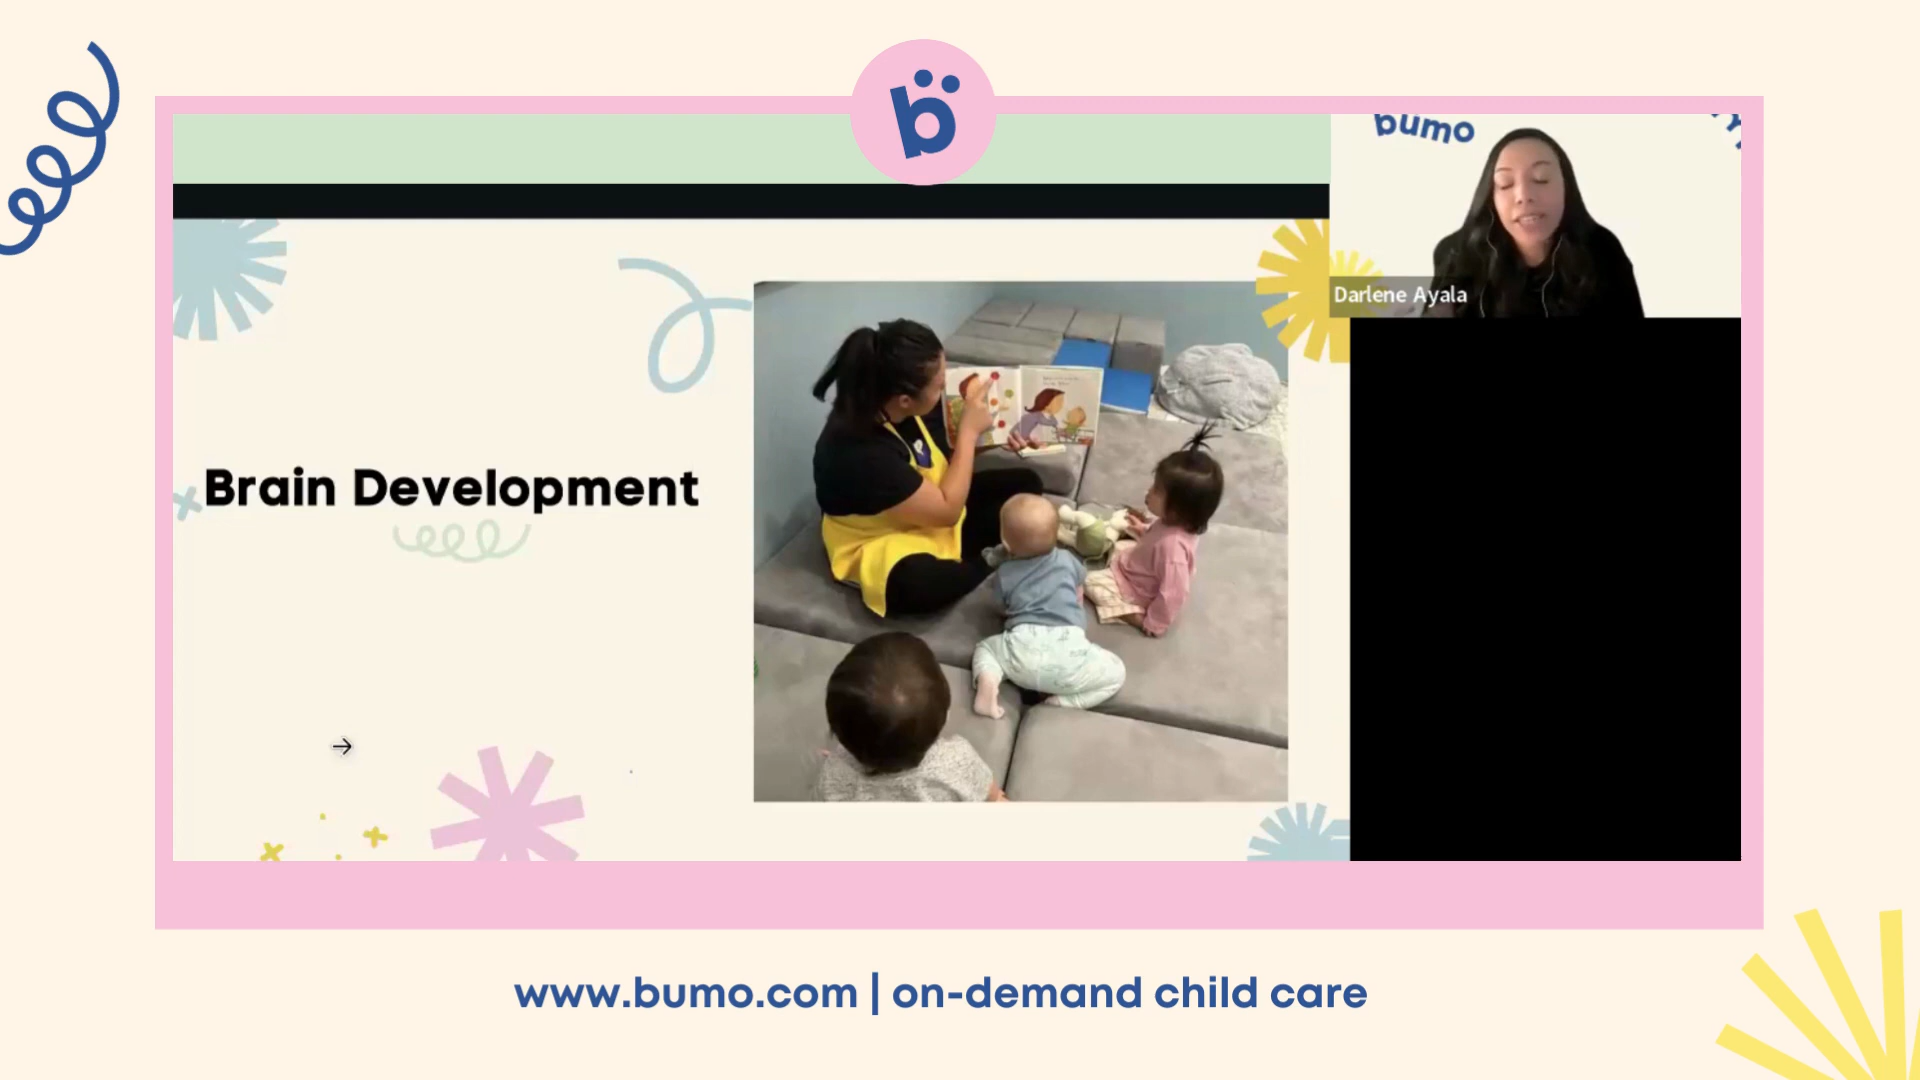 b
bumo
Darlene Ayala
Brain Development
www.bumo.com | on-demand child care